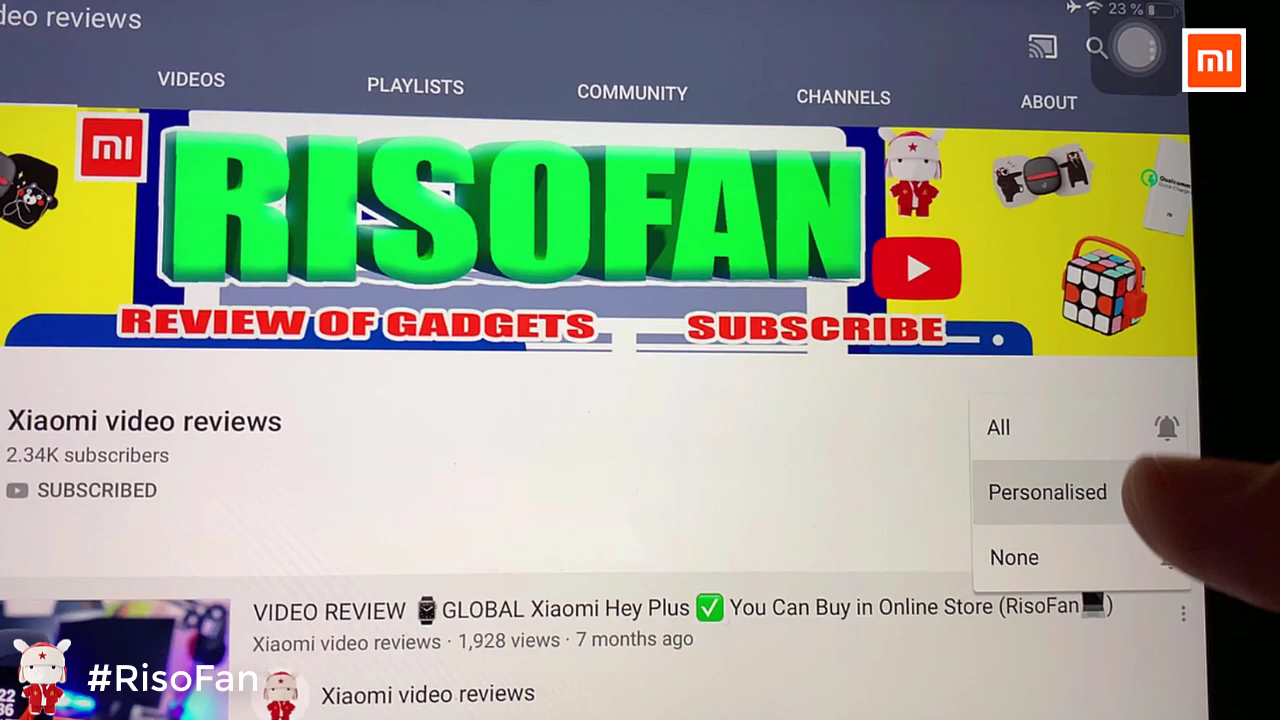 deo reviews
23 %
VIDEOS
PLAYLISTS
COMMUNITY
CHANNELS
ABOUT
mi
mi
RISOFAN
Qualcomm
REVIEW OF GADGETS
SUBSCRIBE
Xiaomi video reviews
2.34K subscribers
SUBSCRIBED
All
Personalised
None
VIDEO REVIEW ⌚GLOBAL Xiaomi Hey Plus ✅ You Can Buy in Online Store (RisoFan💻)
Xiaomi video reviews · 1,928 views · 7 months ago
#RisoFan
Xiaomi video reviews